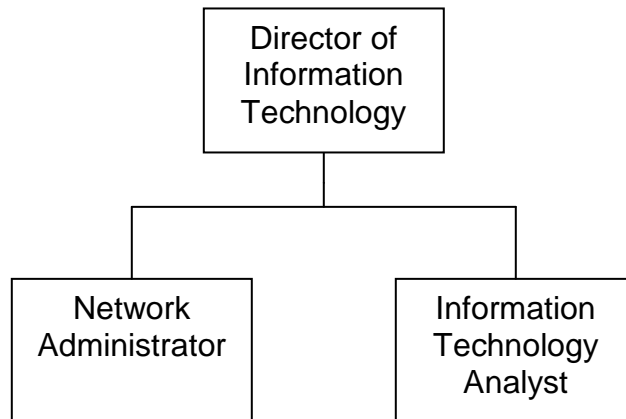 Director of
Information
Technology
Network
Administrator
Information
Technology
Analyst